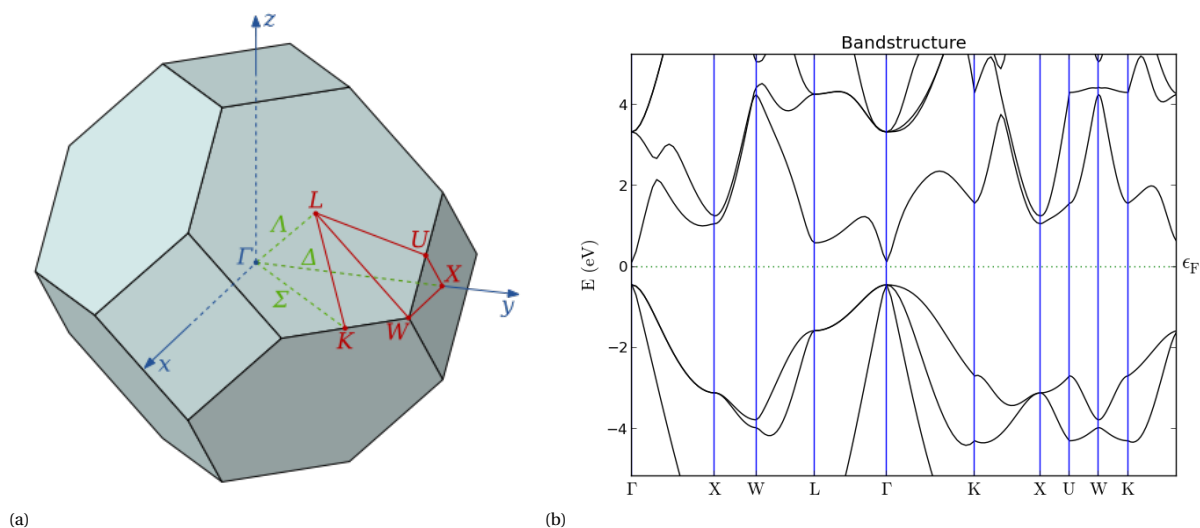 z
L
Λ
U
Γ
Δ
X
Σ
y
K
W
x
(a)
Bandstructure
E (eV)
4
2
0
−2
−4
ϵF
Γ X W L Γ K X U W K
(b)